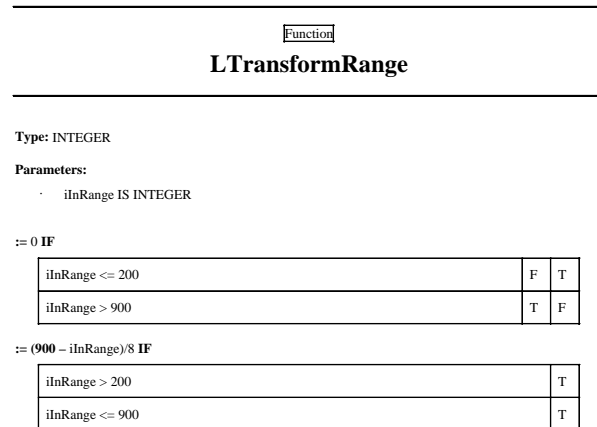 Function
LTransformRange
Type: INTEGER
Parameters:
· iInRange IS INTEGER
:= 0 IF
iInRange <= 200 F T
iInRange > 900 T F
:= (900 – iInRange)/8 IF
iInRange > 200 T
iInRange <= 900 T